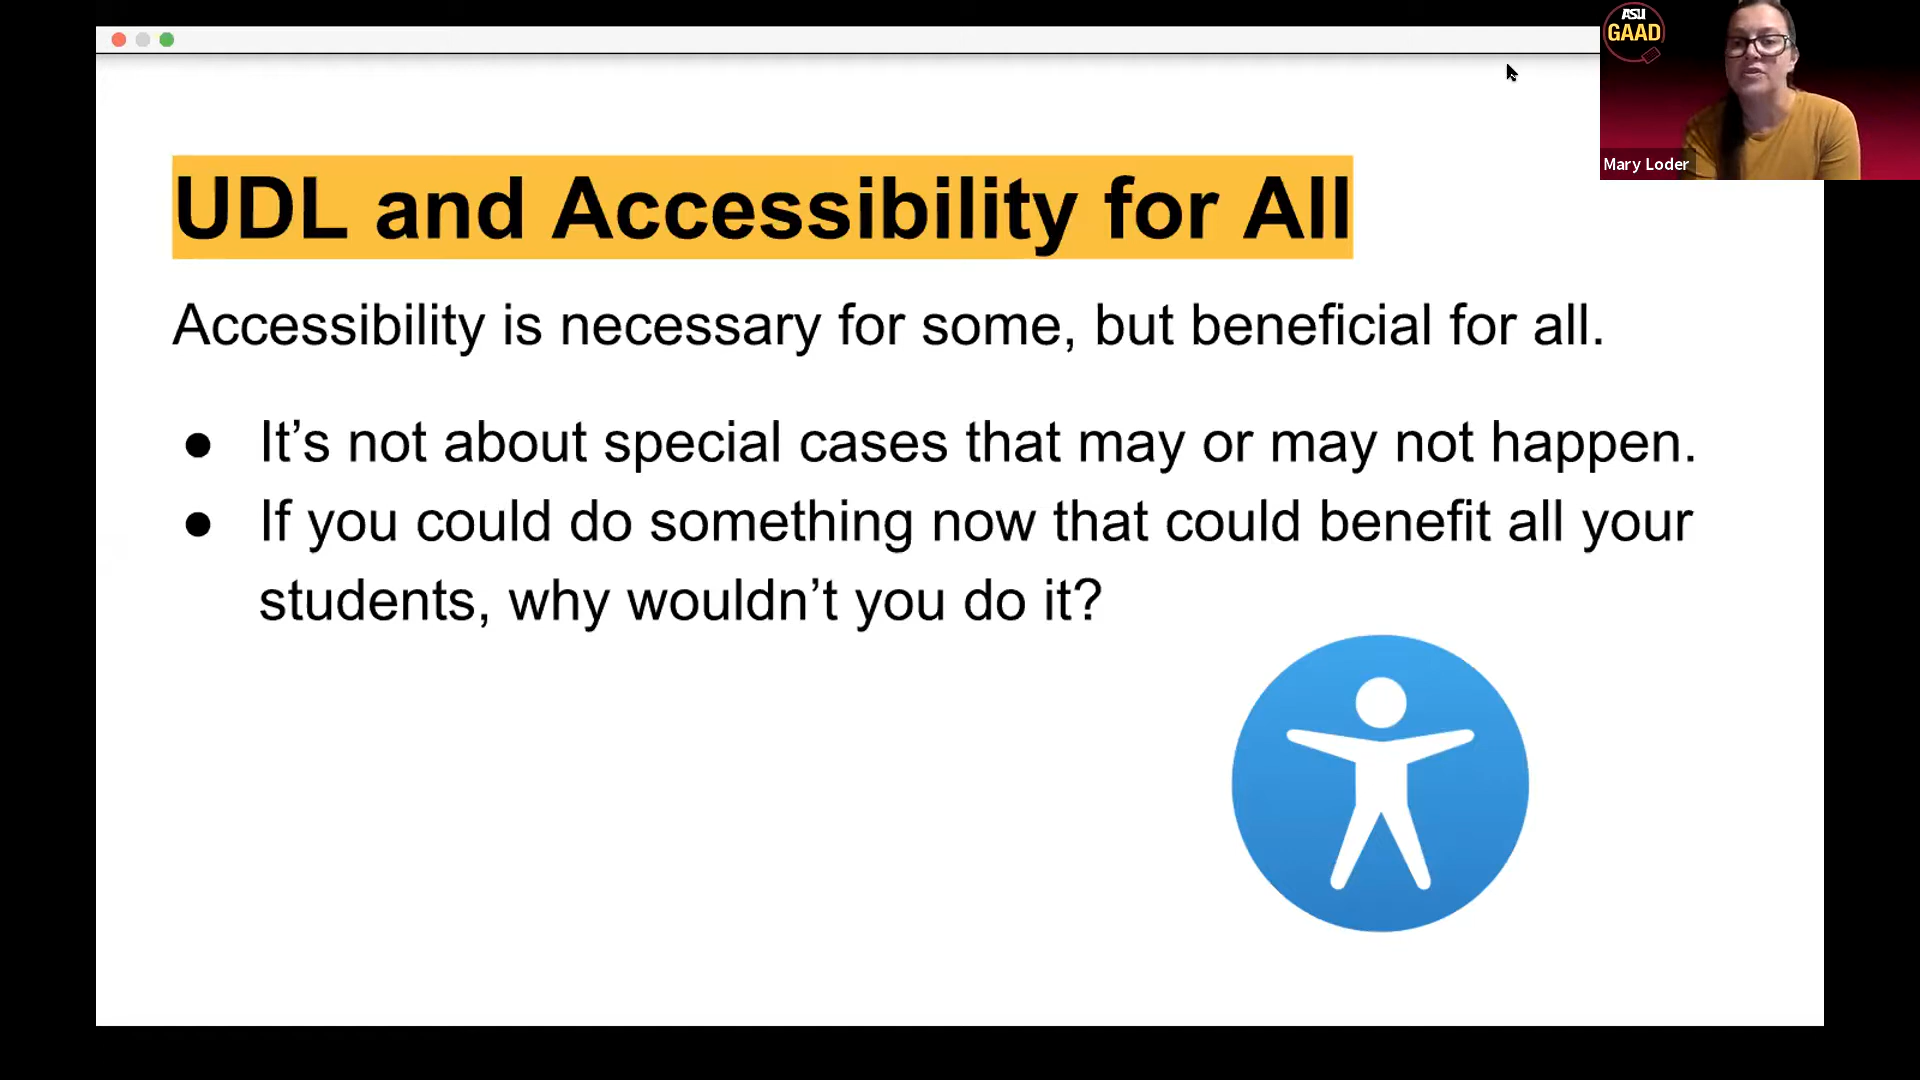 ASU
GAAD
Mary Loder
UDL and Accessibility for All
Accessibility is necessary for some, but beneficial for all.
● It’s not about special cases that may or may not happen.
● If you could do something now that could benefit all your
students, why wouldn’t you do it?